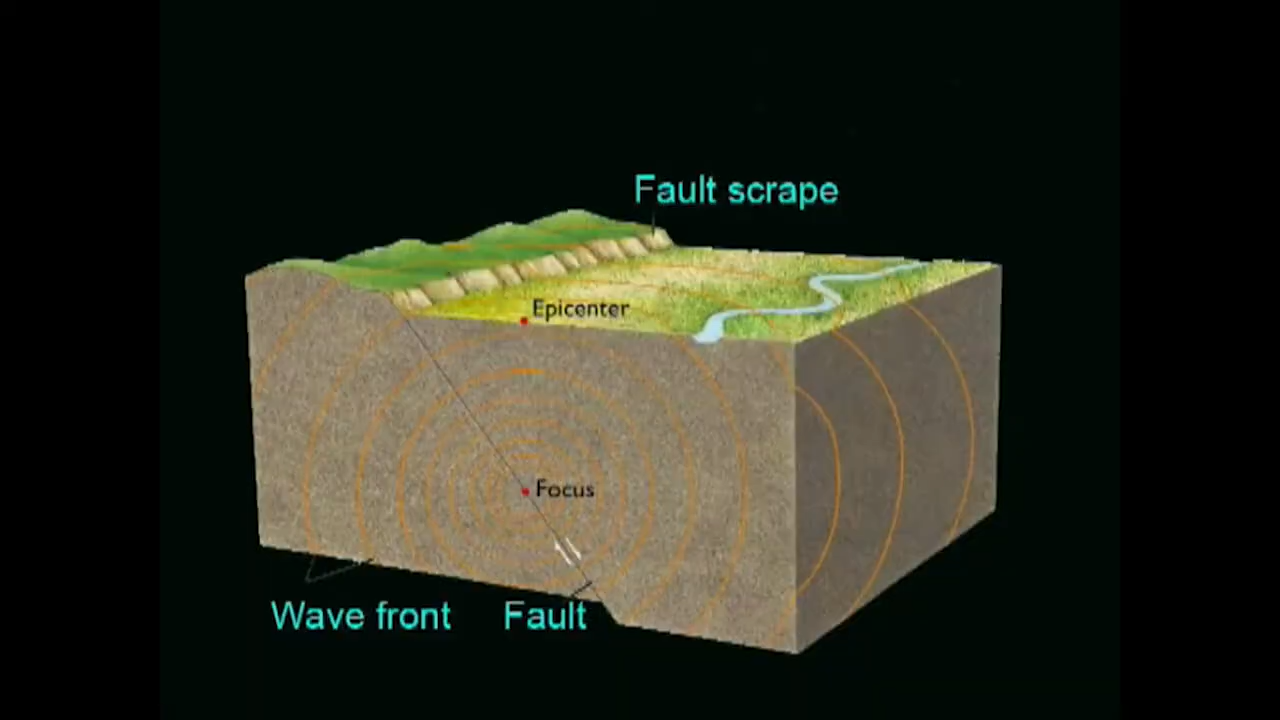 Fault scrape
Epicenter
Focus
Wave front
Fault